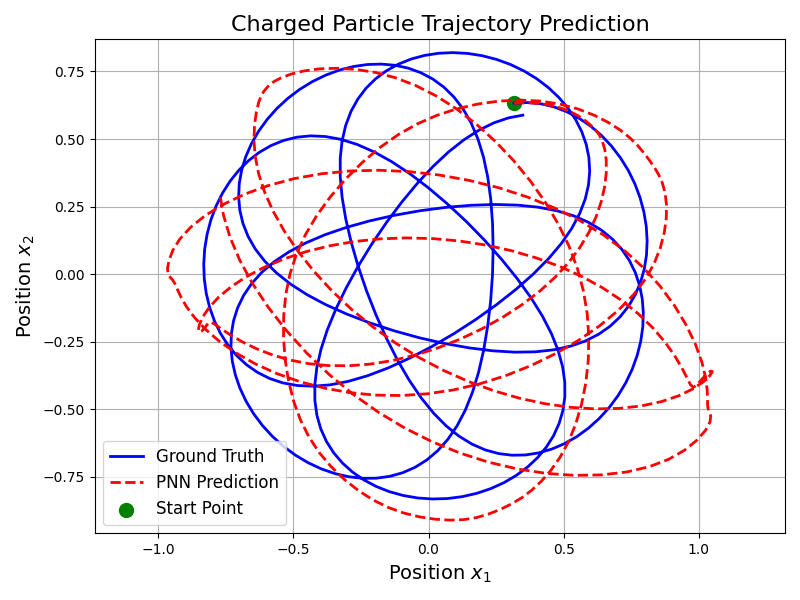 Charged Particle Trajectory Prediction
Position x₂
0.75
0.50
0.25
0.00
−0.25
−0.50
−0.75
Ground Truth
PNN Prediction
Start Point
−1.0
−0.5
0.0
0.5
1.0
Position x₁